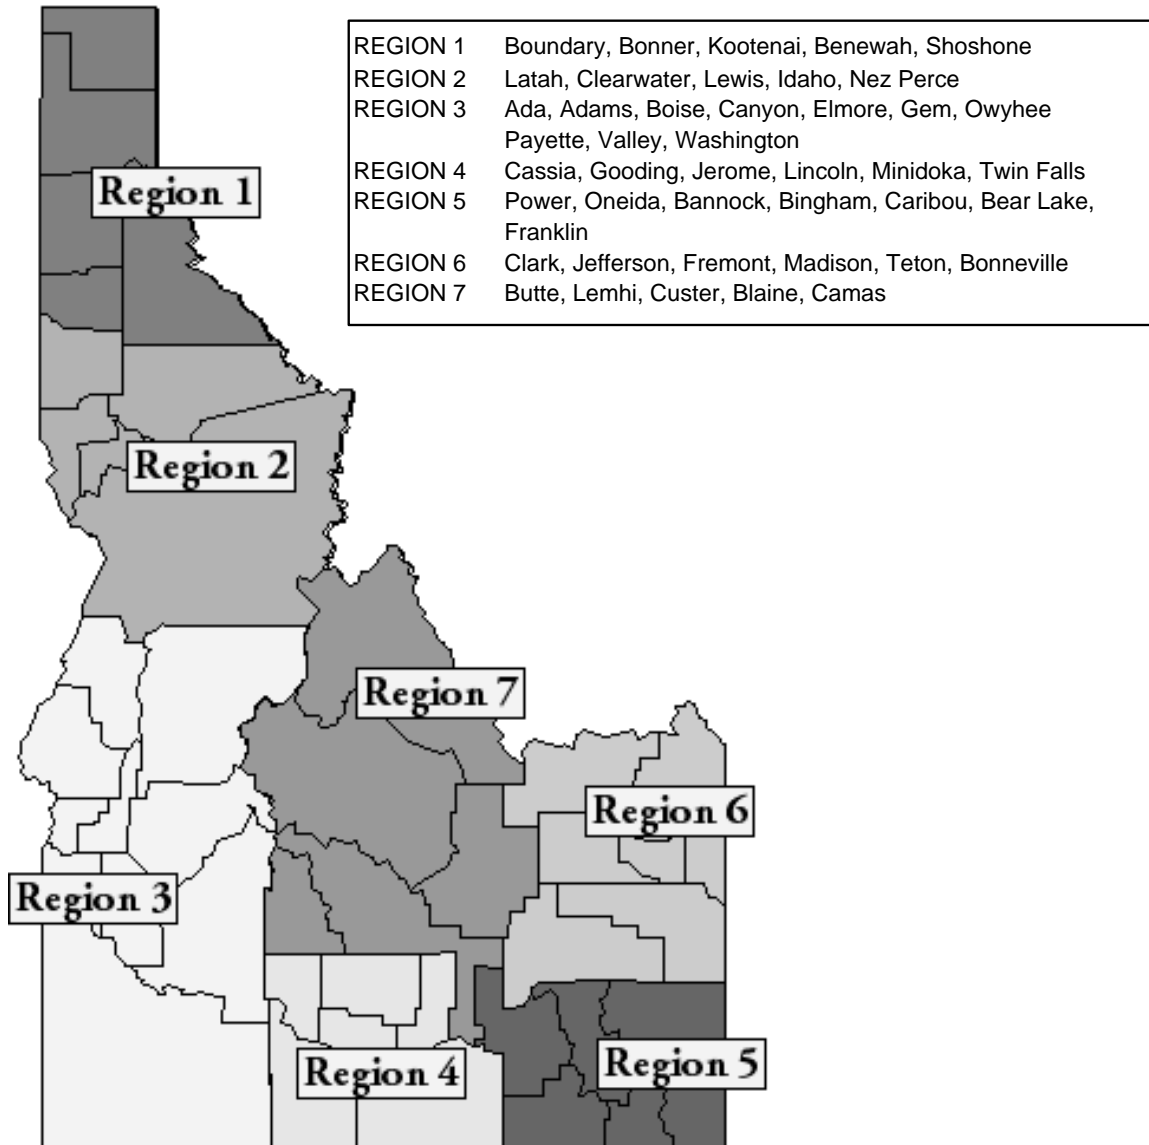 REGION 1 Boundary, Bonner, Kootenai, Benewah, Shoshone
REGION 2 Latah, Clearwater, Lewis, Idaho, Nez Perce
REGION 3 Ada, Adams, Boise, Canyon, Elmore, Gem, Owyhee
Payette, Valley, Washington
REGION 4 Cassia, Gooding, Jerome, Lincoln, Minidoka, Twin Falls
REGION 5 Power, Oneida, Bannock, Bingham, Caribou, Bear Lake,
Franklin
REGION 6 Clark, Jefferson, Fremont, Madison, Teton, Bonneville
REGION 7 Butte, Lemhi, Custer, Blaine, Camas
Region 1
Region 2
Region 7
Region 6
Region 3
Region 5
Region 4